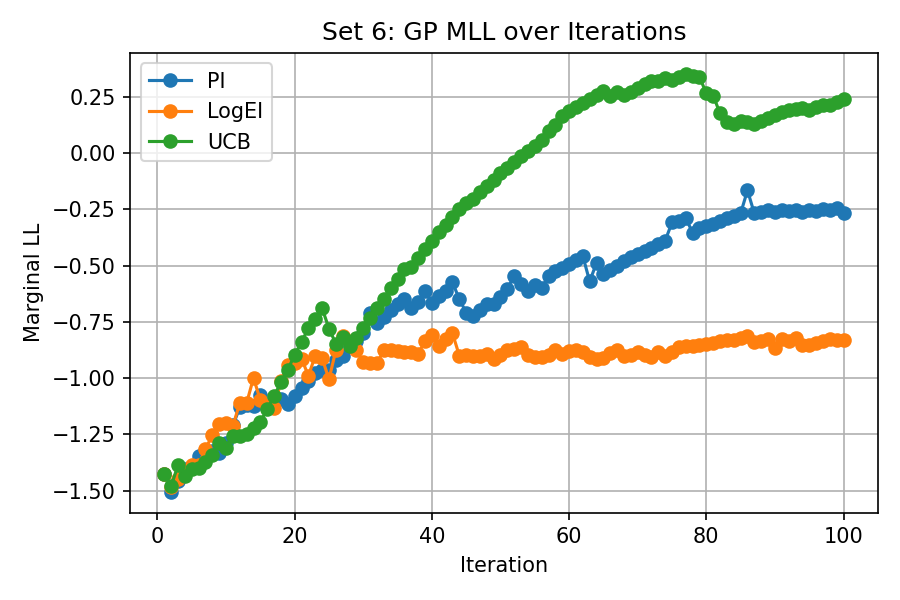 Set 6: GP MLL over Iterations
PI
LogEI
UCB
Marginal LL
0.25
0.00
−0.25
−0.50
−0.75
−1.00
−1.25
−1.50
0 20 40 60 80 100
Iteration